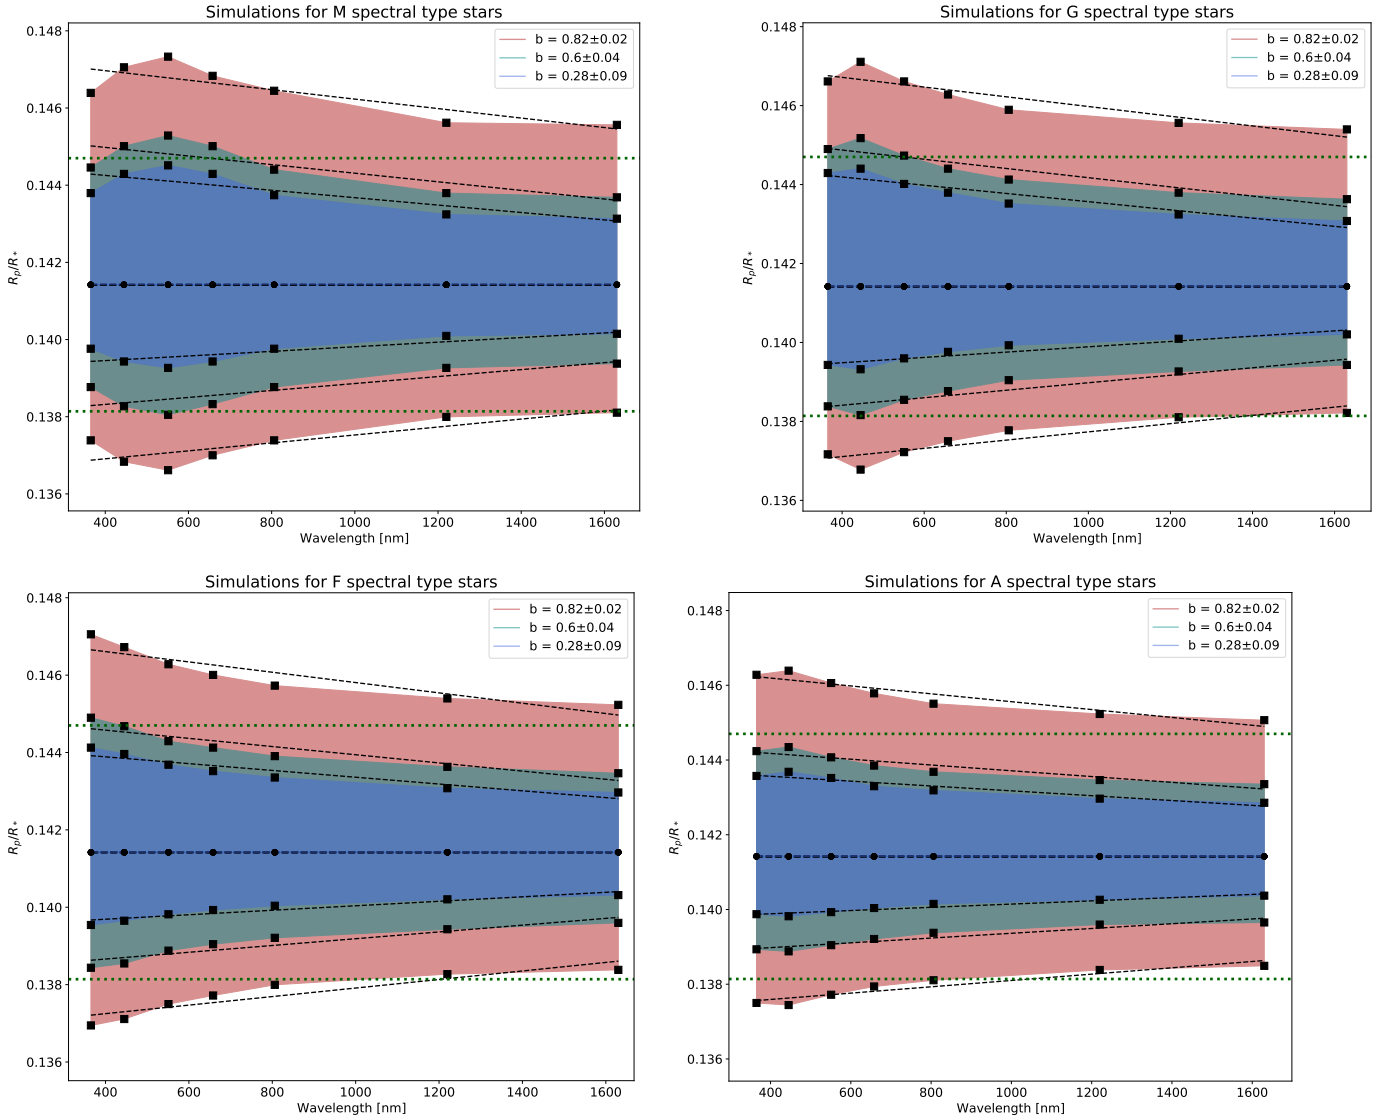 Simulations for M spectral type stars
b = 0.82±0.02
b = 0.6±0.04
b = 0.28±0.09
0.148
0.146
0.144
0.142
0.140
0.138
0.136
R_p/R_*
400 600 800 1000 1200 1400 1600
Wavelength [nm]
Simulations for G spectral type stars
b = 0.82±0.02
b = 0.6±0.04
b = 0.28±0.09
0.148
0.146
0.144
0.142
0.140
0.138
0.136
R_p/R_*
400 600 800 1000 1200 1400 1600
Wavelength [nm]
Simulations for F spectral type stars
b = 0.82±0.02
b = 0.6±0.04
b = 0.28±0.09
0.148
0.146
0.144
0.142
0.140
0.138
0.136
R_p/R_*
400 600 800 1000 1200 1400 1600
Wavelength [nm]
Simulations for A spectral type stars
b = 0.82±0.02
b = 0.6±0.04
b = 0.28±0.09
0.148
0.146
0.144
0.142
0.140
0.138
0.136
R_p/R_*
400 600 800 1000 1200 1400 1600
Wavelength [nm]